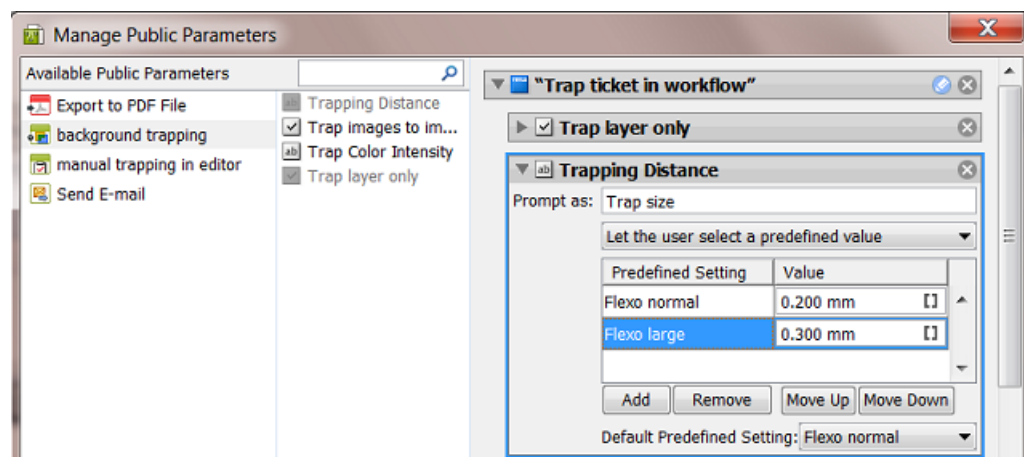 Manage Public Parameters
Available Public Parameters
Export to PDF File
background trapping
manual trapping in editor
Send E-mail
Trapping Distance
Trap images to im...
Trap Color Intensity
Trap layer only
"Trap ticket in workflow"
Trap layer only
ab Trapping Distance
Prompt as: Trap size
Let the user select a predefined value
Predefined Setting Value
Flexo normal 0.200 mm []
Flexo large 0.300 mm []
Add Remove Move Up Move Down
Default Predefined Setting: Flexo normal